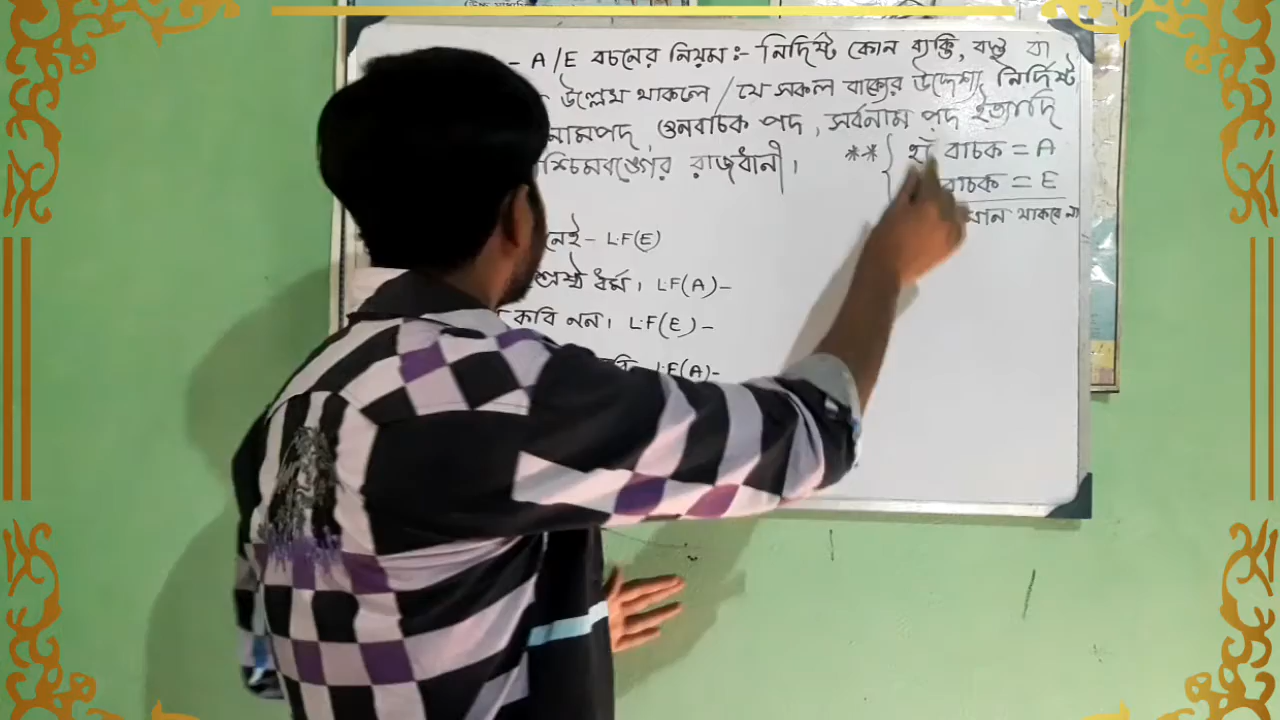 - A/E বচনের নিয়ম :- নির্দিষ্ট কোন ব্যক্তি, বস্তু বা
উল্লেখ থাকলে / যে সকল বাক্যের উদ্দেশ্য নির্দিষ্ট
নামপদ, গুনবাচক পদ, সর্বনাম পদ ইত্যাদি
শ্চিমবঙ্গের রাজধানী।
** { হ্যাঁ বাচক = A
বাচক = E
থাকবে না
নেই - L.F(E)
শ্রেষ্ঠ ধর্ম। L.F(A)-
কবি নন। L.F(E)-
L.F(A)-